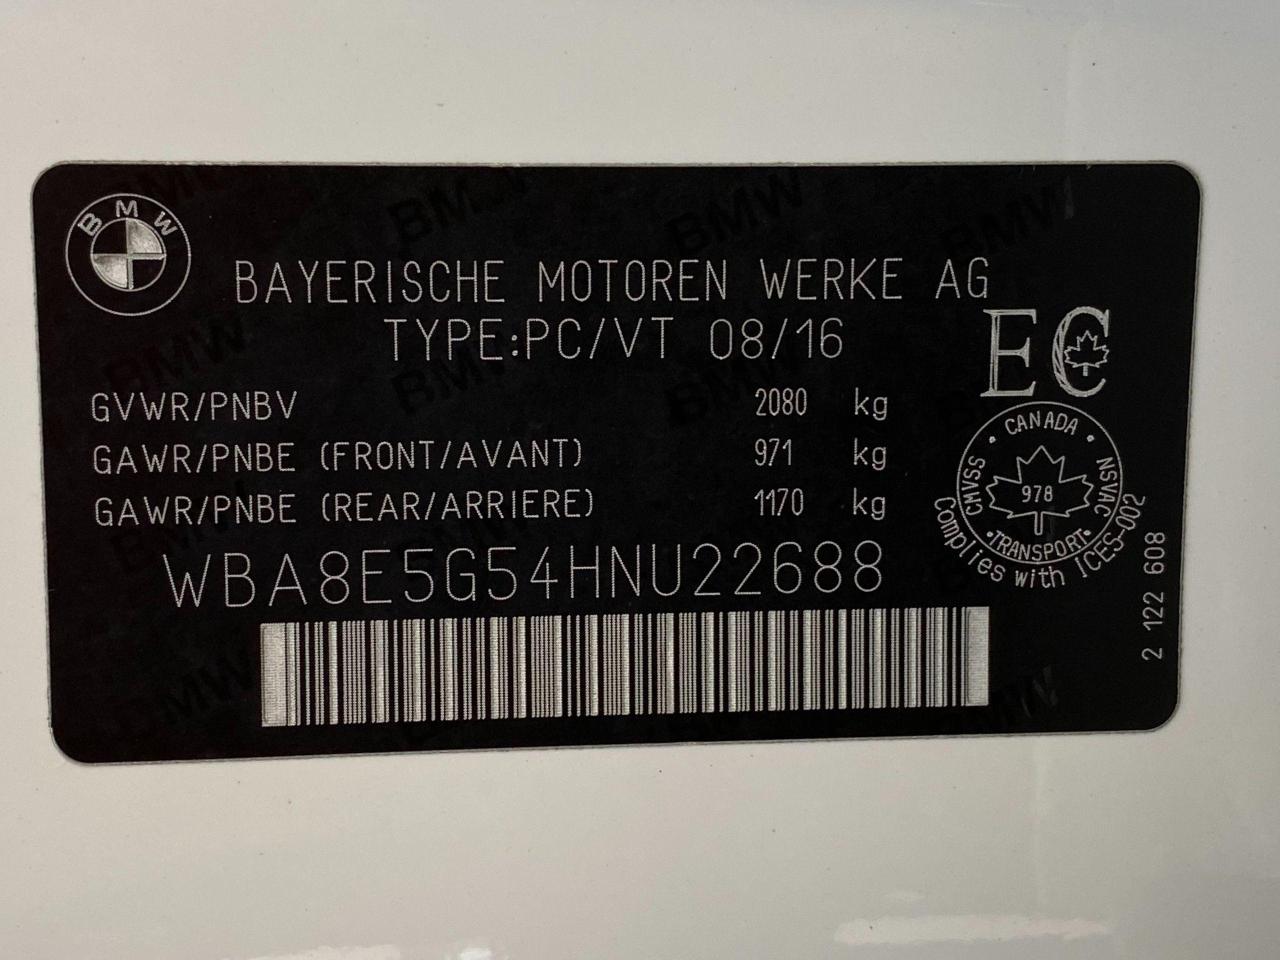 BMW
BAYERISCHE MOTOREN WERKE AG
TYPE:PC/VT 08/16
EC
GVWR/PNBV 2080 kg
GAWR/PNBE (FRONT/AVANT) 971 kg
GAWR/PNBE (REAR/ARRIERE) 1170 kg
WBA8E5G54HNU22688
CANADA
CMVSS
NSVAC
978
TRANSPORT
Complies with ICES-002
2 122 608